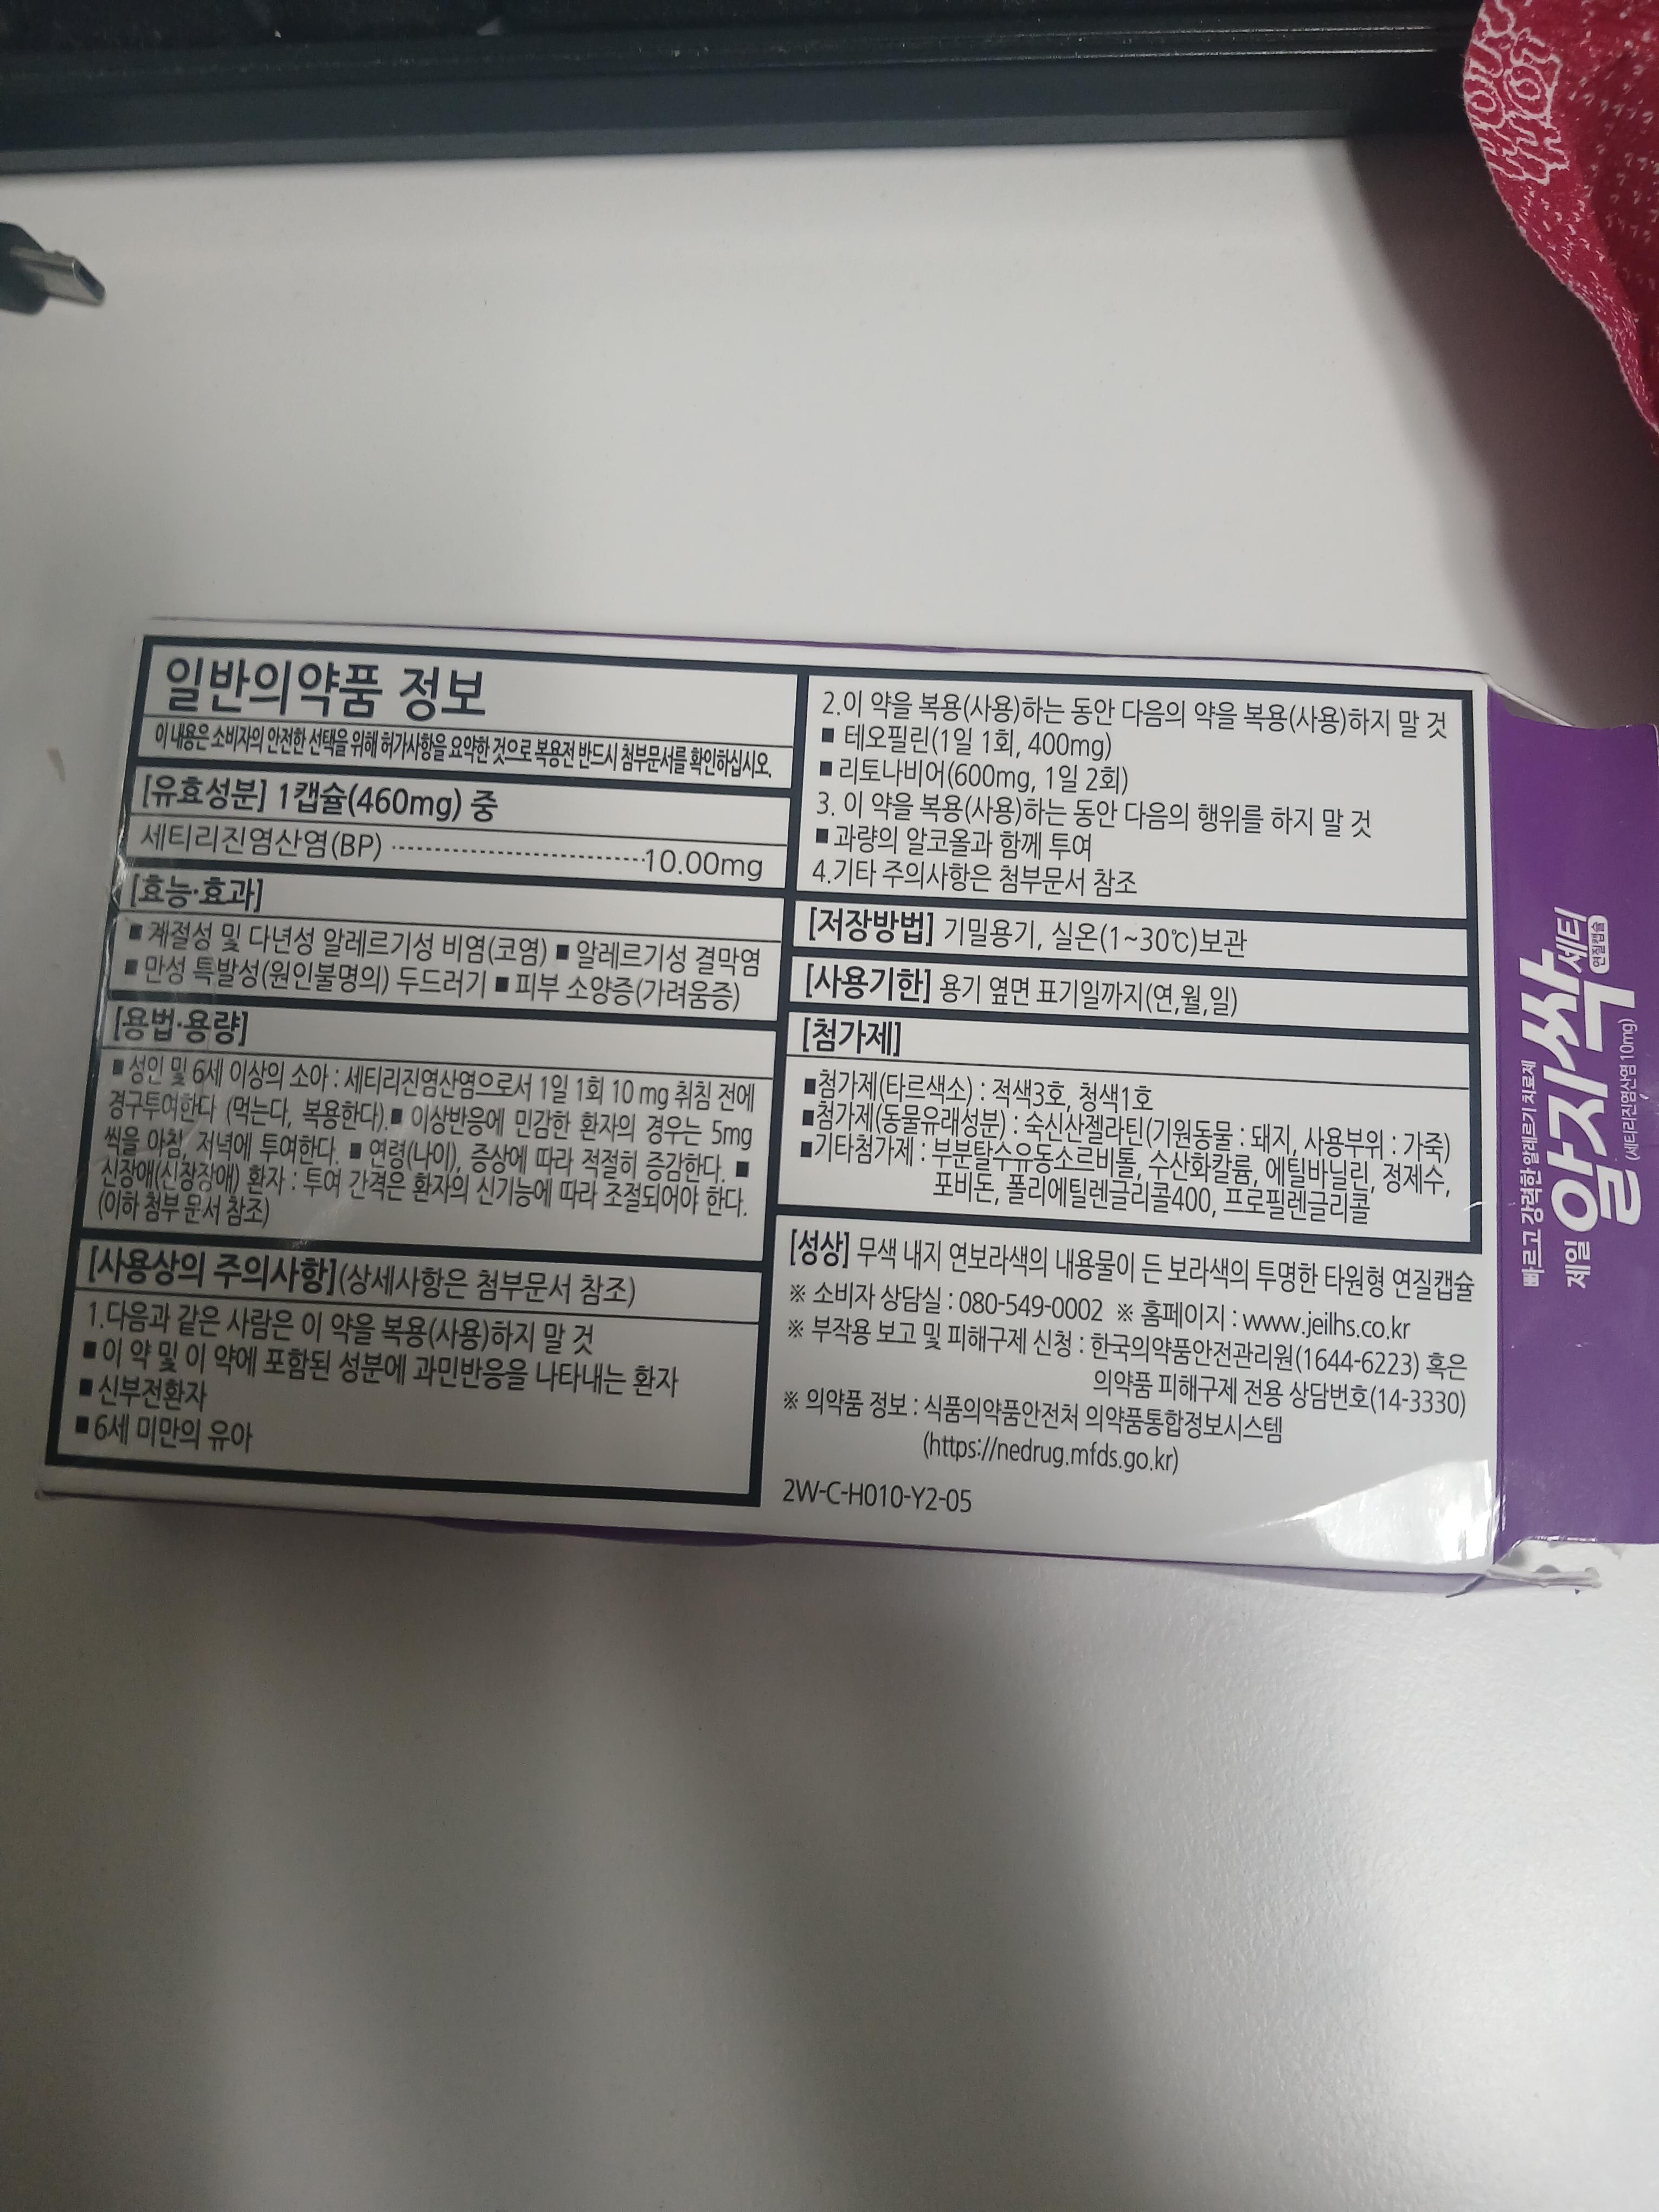 일반의약품 정보
이 내용은 소비자의 안전한 선택을 위해 허가사항을 요약한 것으로 복용전 반드시 첨부문서를 확인하십시오.
[유효성분] 1캡슐(460mg) 중
세티리진염산염(BP) ································10.00mg
[효능·효과]
■ 계절성 및 다년성 알레르기성 비염(코염) ■ 알레르기성 결막염
■ 만성 특발성(원인불명의) 두드러기 ■ 피부 소양증(가려움증)
[용법·용량]
■ 성인 및 6세 이상의 소아 : 세티리진염산염으로서 1일 1회 10 mg 취침 전에
경구투여한다 (먹는다, 복용한다).■ 이상반응에 민감한 환자의 경우는 5mg
씩을 아침, 저녁에 투여한다. ■ 연령(나이), 증상에 따라 적절히 증감한다. ■
신장애(신장장애) 환자 : 투여 간격은 환자의 신기능에 따라 조절되어야 한다.
(이하 첨부 문서 참조)
[사용상의 주의사항](상세사항은 첨부문서 참조)
1.다음과 같은 사람은 이 약을 복용(사용)하지 말 것
■ 이 약 및 이 약에 포함된 성분에 과민반응을 나타내는 환자
■ 신부전환자
■ 6세 미만의 유아
2.이 약을 복용(사용)하는 동안 다음의 약을 복용(사용)하지 말 것
■ 테오필린(1일 1회, 400mg)
■ 리토나비어(600mg, 1일 2회)
3. 이 약을 복용(사용)하는 동안 다음의 행위를 하지 말 것
■ 과량의 알코올과 함께 투여
4.기타 주의사항은 첨부문서 참조
[저장방법] 기밀용기, 실온(1~30℃)보관
[사용기한] 용기 옆면 표기일까지(연,월,일)
[첨가제]
■첨가제(타르색소) : 적색3호, 청색1호
■첨가제(동물유래성분) : 숙신산젤라틴(기원동물 : 돼지, 사용부위 : 가죽)
■기타첨가제 : 부분탈수유동소르비톨, 수산화칼륨, 에틸바닐린, 정제수,
포비돈, 폴리에틸렌글리콜400, 프로필렌글리콜
[성상] 무색 내지 연보라색의 내용물이 든 보라색의 투명한 타원형 연질캡슐
※ 소비자 상담실 : 080-549-0002 ※ 홈페이지 : www.jeilhs.co.kr
※ 부작용 보고 및 피해구제 신청 : 한국의약품안전관리원(1644-6223) 혹은
의약품 피해구제 전용 상담번호(14-3330)
※ 의약품 정보 : 식품의약품안전처 의약품통합정보시스템
(https://nedrug.mfds.go.kr)
2W-C-H010-Y2-05
빠르고 강력한 알레르기 치료제
제일 알지싹 세티
연질캡슐
(세티리진염산염 10mg)